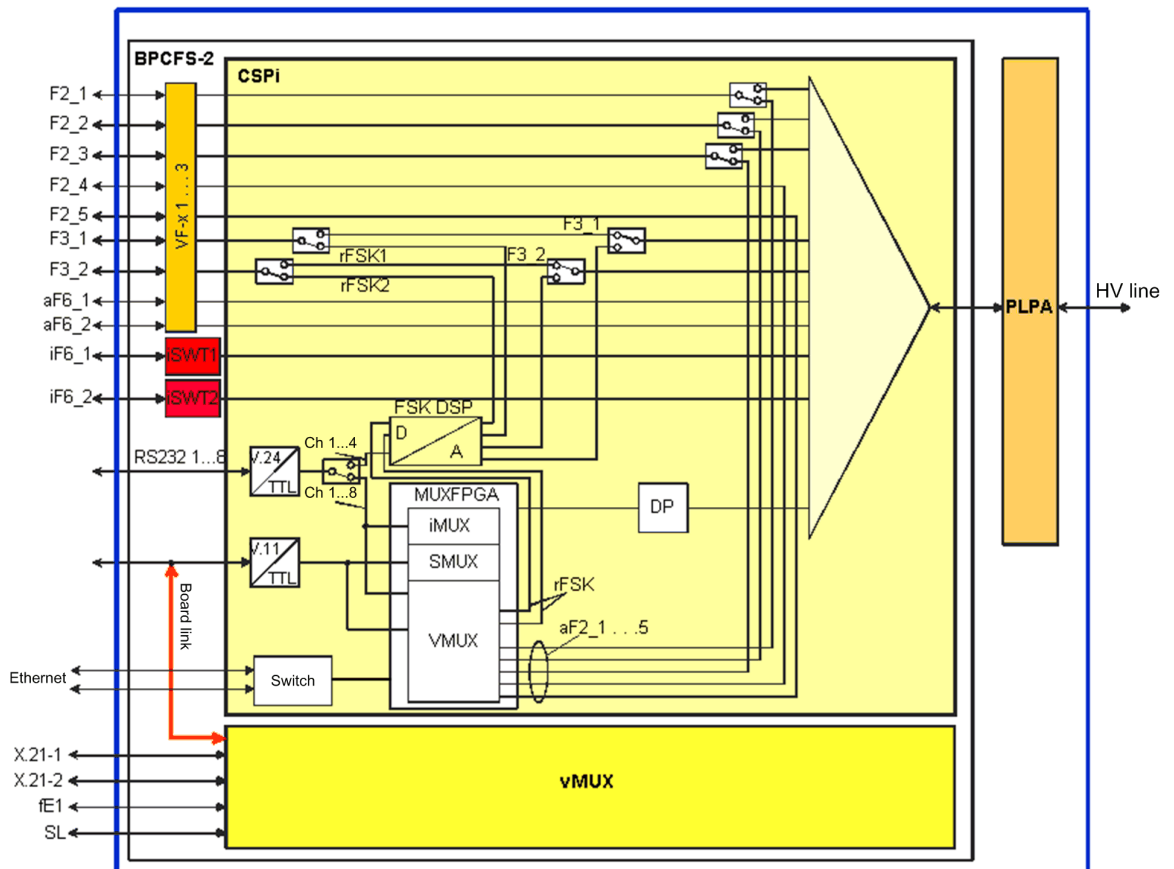 BPCFS-2
CSPi
F2_1
F2_2
F2_3
F2_4
F2_5
F3_1
F3_2
aF6_1
aF6_2
iF6_1
iF6_2
VF-x 1 ... 3
iSWT1
iSWT2
F3_1
rFSK1
F3_2
rFSK2
HV line
PLPA
FSK DSP
D
A
RS232 1...8
V.24
TTL
Ch 1...4
Ch 1...8
MUXFPGA
iMUX
SMUX
VMUX
DP
V.11
TTL
Board link
rFSK
aF2_1 . . .5
Ethernet
Switch
X.21-1
X.21-2
fE1
SL
vMUX